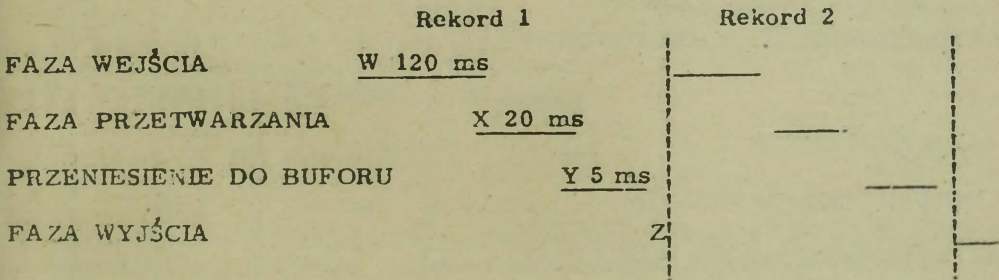 Rekord 1 Rekord 2
FAZA WEJŚCIA W 120 ms
FAZA PRZETWARZANIA X 20 ms
PRZENIESIENIE DO BUFORU Y 5 ms
FAZA WYJŚCIA Z